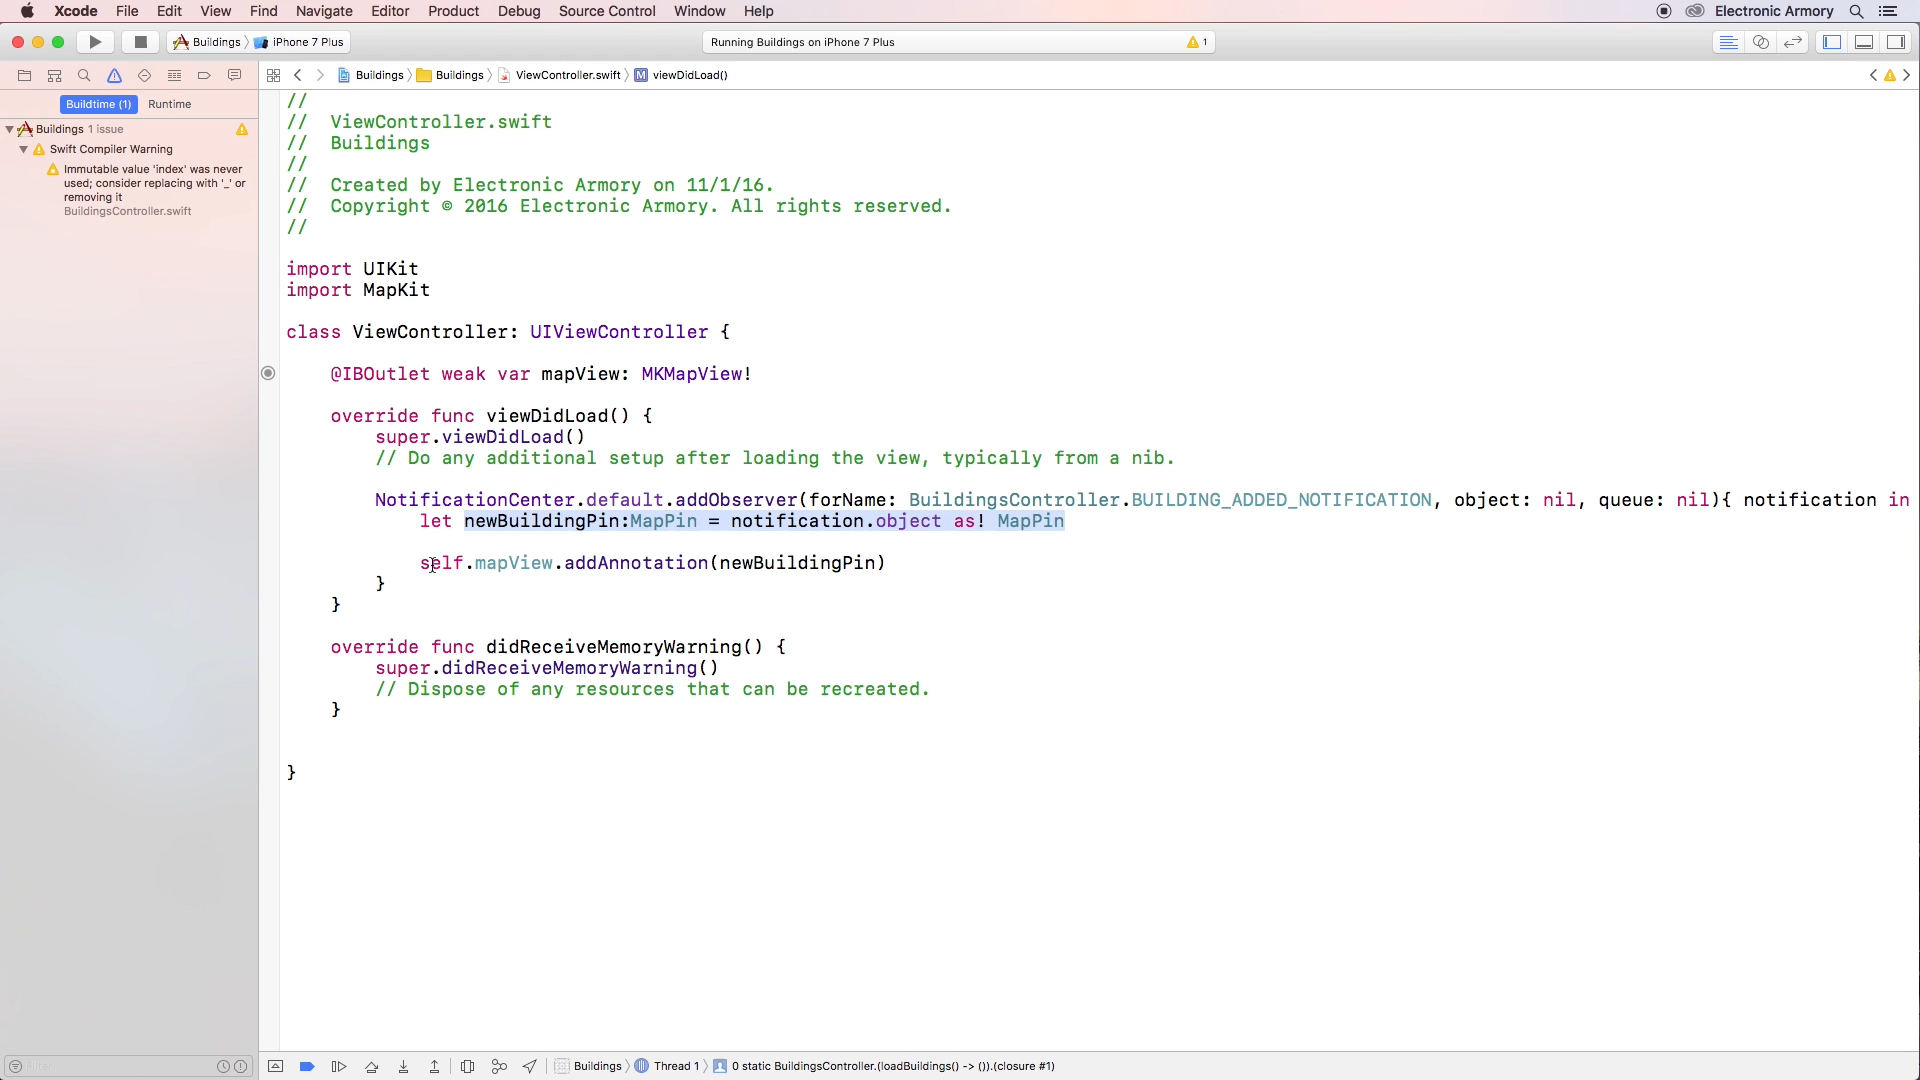 Xcode File Edit View Find Navigate Editor Product Debug Source Control Window Help Electronic Armory
Buildings iPhone 7 Plus Running Buildings on iPhone 7 Plus 1
Buildings Buildings ViewController.swift M viewDidLoad()
Buildtime (1) Runtime
Buildings 1 issue
Swift Compiler Warning
Immutable value 'index' was never
used; consider replacing with '_' or
removing it
BuildingsController.swift
//
// ViewController.swift
// Buildings
//
// Created by Electronic Armory on 11/1/16.
// Copyright © 2016 Electronic Armory. All rights reserved.
//
import UIKit
import MapKit
class ViewController: UIViewController {
@IBOutlet weak var mapView: MKMapView!
override func viewDidLoad() {
super.viewDidLoad()
// Do any additional setup after loading the view, typically from a nib.
NotificationCenter.default.addObserver(forName: BuildingsController.BUILDING_ADDED_NOTIFICATION, object: nil, queue: nil){ notification in
let newBuildingPin:MapPin = notification.object as! MapPin
self.mapView.addAnnotation(newBuildingPin)
}
}
override func didReceiveMemoryWarning() {
super.didReceiveMemoryWarning()
// Dispose of any resources that can be recreated.
}
}
Buildings Thread 1 0 static BuildingsController.(loadBuildings() -> ()).(closure #1)